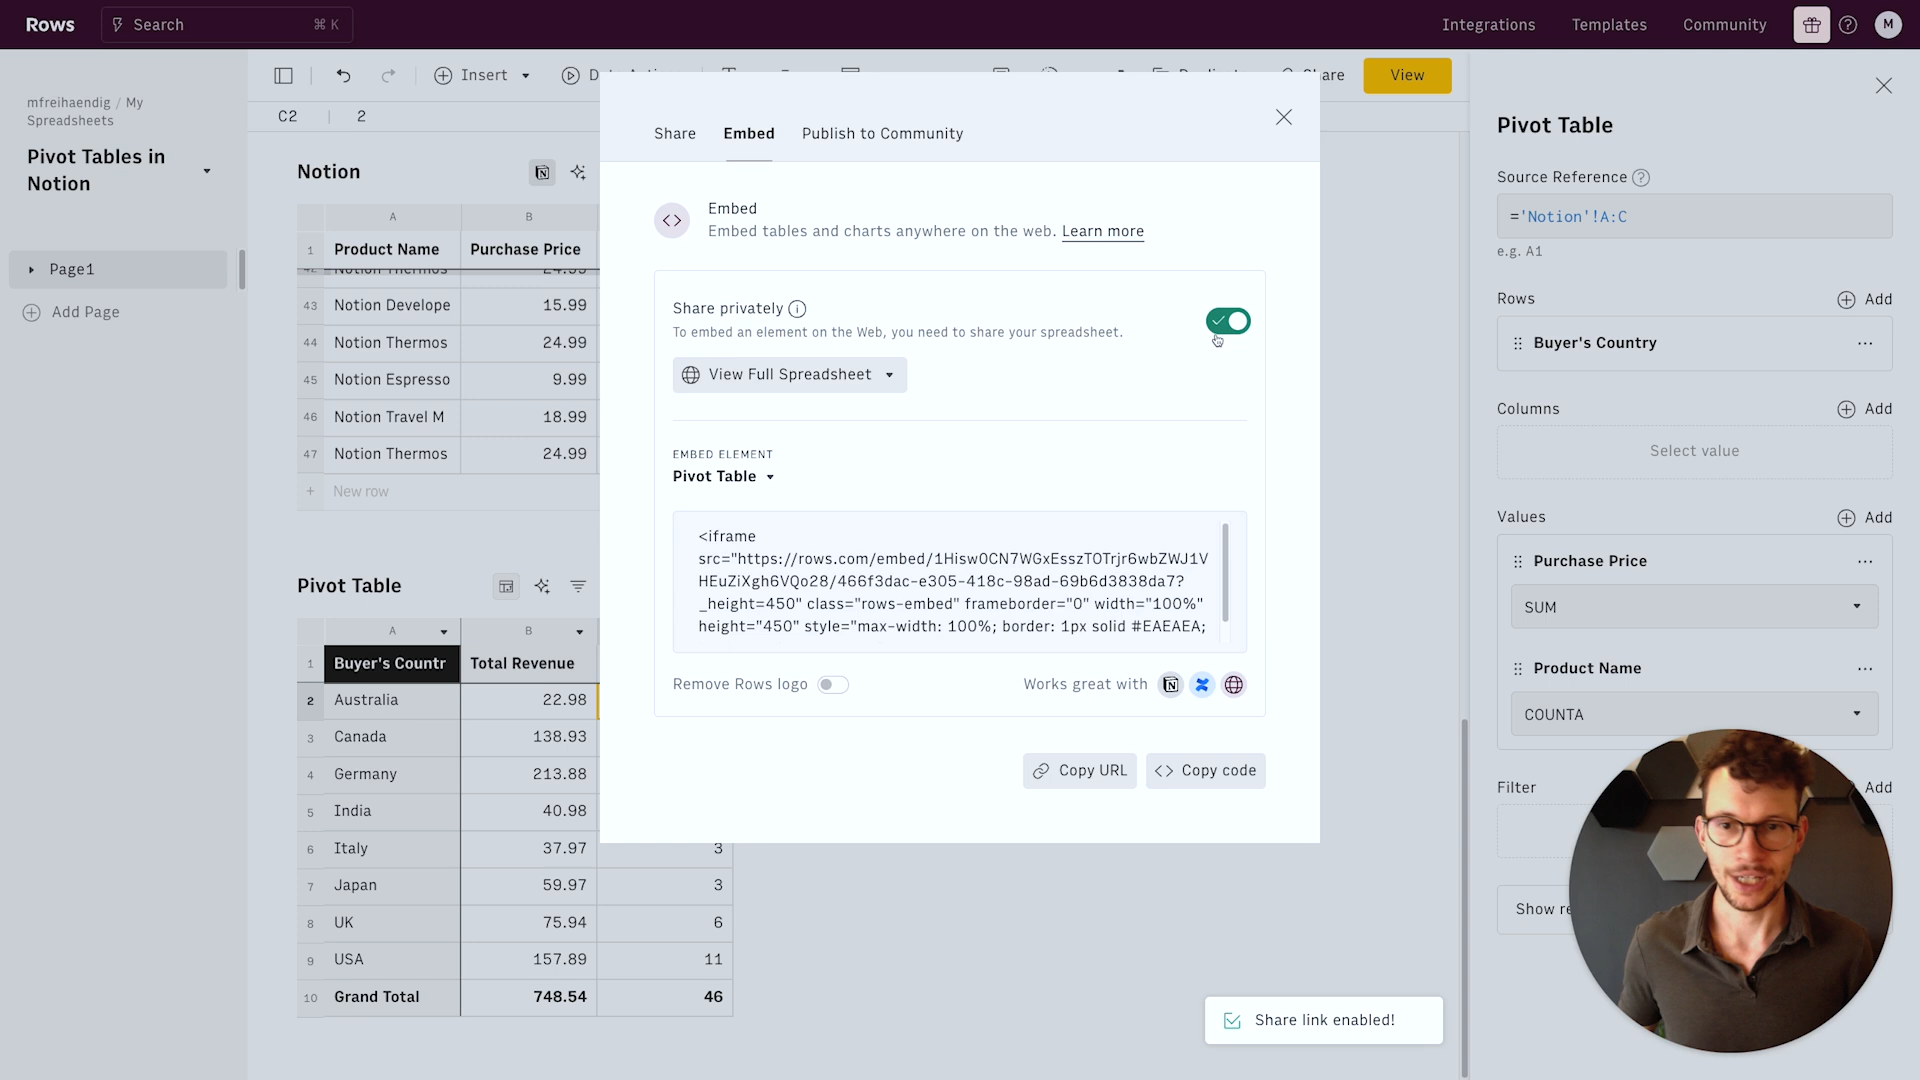 Rows
Search
⌘ K
Integrations
Templates
Community
M
mfreihaendig / My
Spreadsheets
Pivot Tables in
Notion
Page1
Add Page
Insert
Share
View
C2
2
Notion
A
B
1 Product Name Purchase Price
42 Notion Thermos 24.99
43 Notion Develope 15.99
44 Notion Thermos 24.99
45 Notion Espresso 9.99
46 Notion Travel M 18.99
47 Notion Thermos 24.99
+ New row
Pivot Table
A
B
1 Buyer's Countr Total Revenue
2 Australia 22.98
3 Canada 138.93
4 Germany 213.88
5 India 40.98
6 Italy 37.97 3
7 Japan 59.97 3
8 UK 75.94 6
9 USA 157.89 11
10 Grand Total 748.54 46
Share
Embed
Publish to Community
Embed
Embed tables and charts anywhere on the web. Learn more
Share privately
To embed an element on the Web, you need to share your spreadsheet.
View Full Spreadsheet
EMBED ELEMENT
Pivot Table
<iframe
src="https://rows.com/embed/1Hisw0CN7WGxEsszTOTrjr6wbZWJ1V
HEuZiXgh6VQo28/466f3dac-e305-418c-98ad-69b6d3838da7?
_height=450" class="rows-embed" frameborder="0" width="100%"
height="450" style="max-width: 100%; border: 1px solid #EAEAEA;
Remove Rows logo
Works great with
Copy URL
<> Copy code
Share link enabled!
Pivot Table
Source Reference
='Notion'!A:C
e.g. A1
Rows
Add
Buyer's Country
Columns
Add
Select value
Values
Add
Purchase Price
SUM
Product Name
COUNTA
Filter
Add
Show